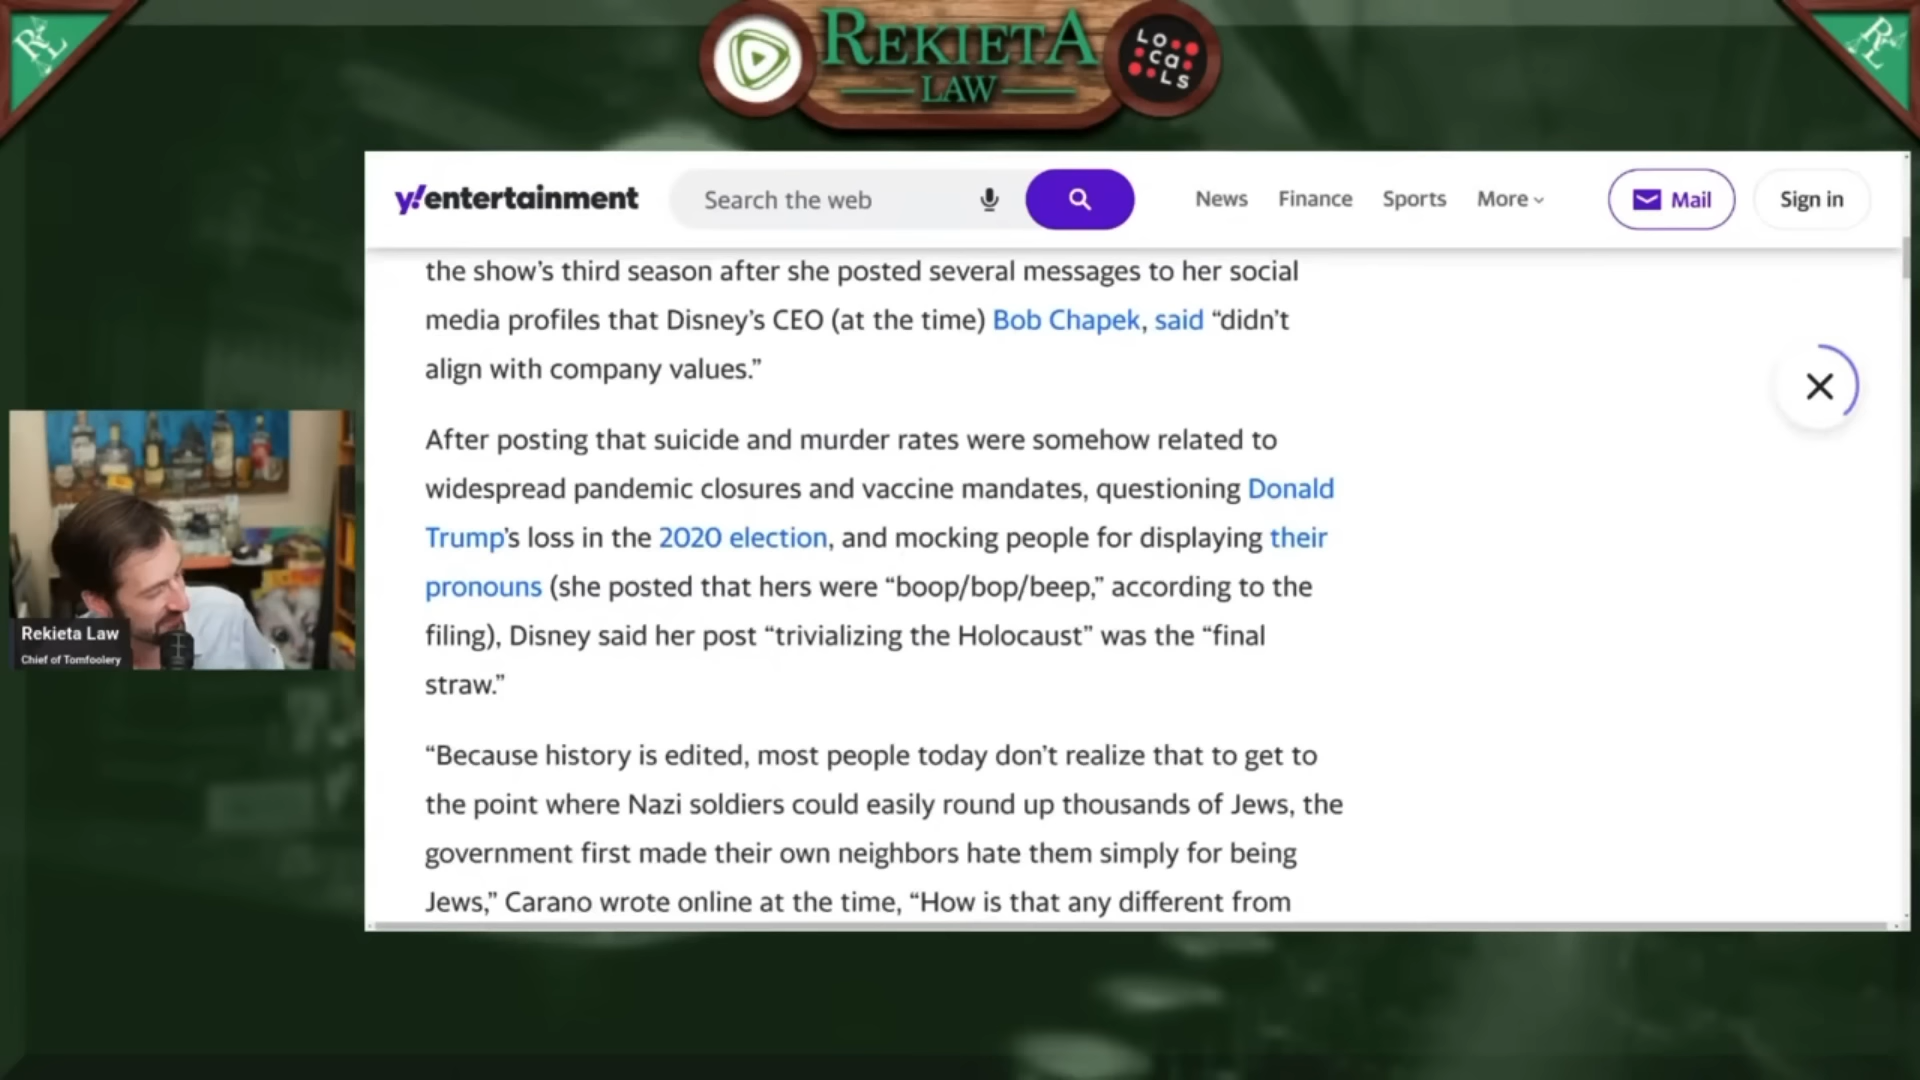 RL
REKIETA
LAW
LOcaLS
RL
y!entertainment
Search the web
News
Finance
Sports
More
Mail
Sign in
the show's third season after she posted several messages to her social
media profiles that Disney's CEO (at the time) Bob Chapek, said “didn't
align with company values.”
After posting that suicide and murder rates were somehow related to
widespread pandemic closures and vaccine mandates, questioning Donald
Trump's loss in the 2020 election, and mocking people for displaying their
pronouns (she posted that hers were “boop/bop/beep,” according to the
filing), Disney said her post “trivializing the Holocaust” was the “final
straw.”
“Because history is edited, most people today don't realize that to get to
the point where Nazi soldiers could easily round up thousands of Jews, the
government first made their own neighbors hate them simply for being
Jews,” Carano wrote online at the time, “How is that any different from
Rekieta Law
Chief of Tomfoolery